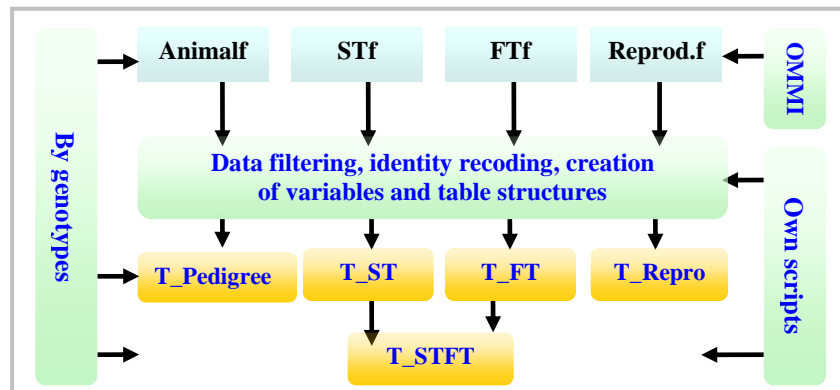 Animalf
STf
FTf
Reprod.f
OMMI
By genotypes
Data filtering, identity recoding, creation
of variables and table structures
Own scripts
T_Pedigree
T_ST
T_FT
T_Repro
T_STFT